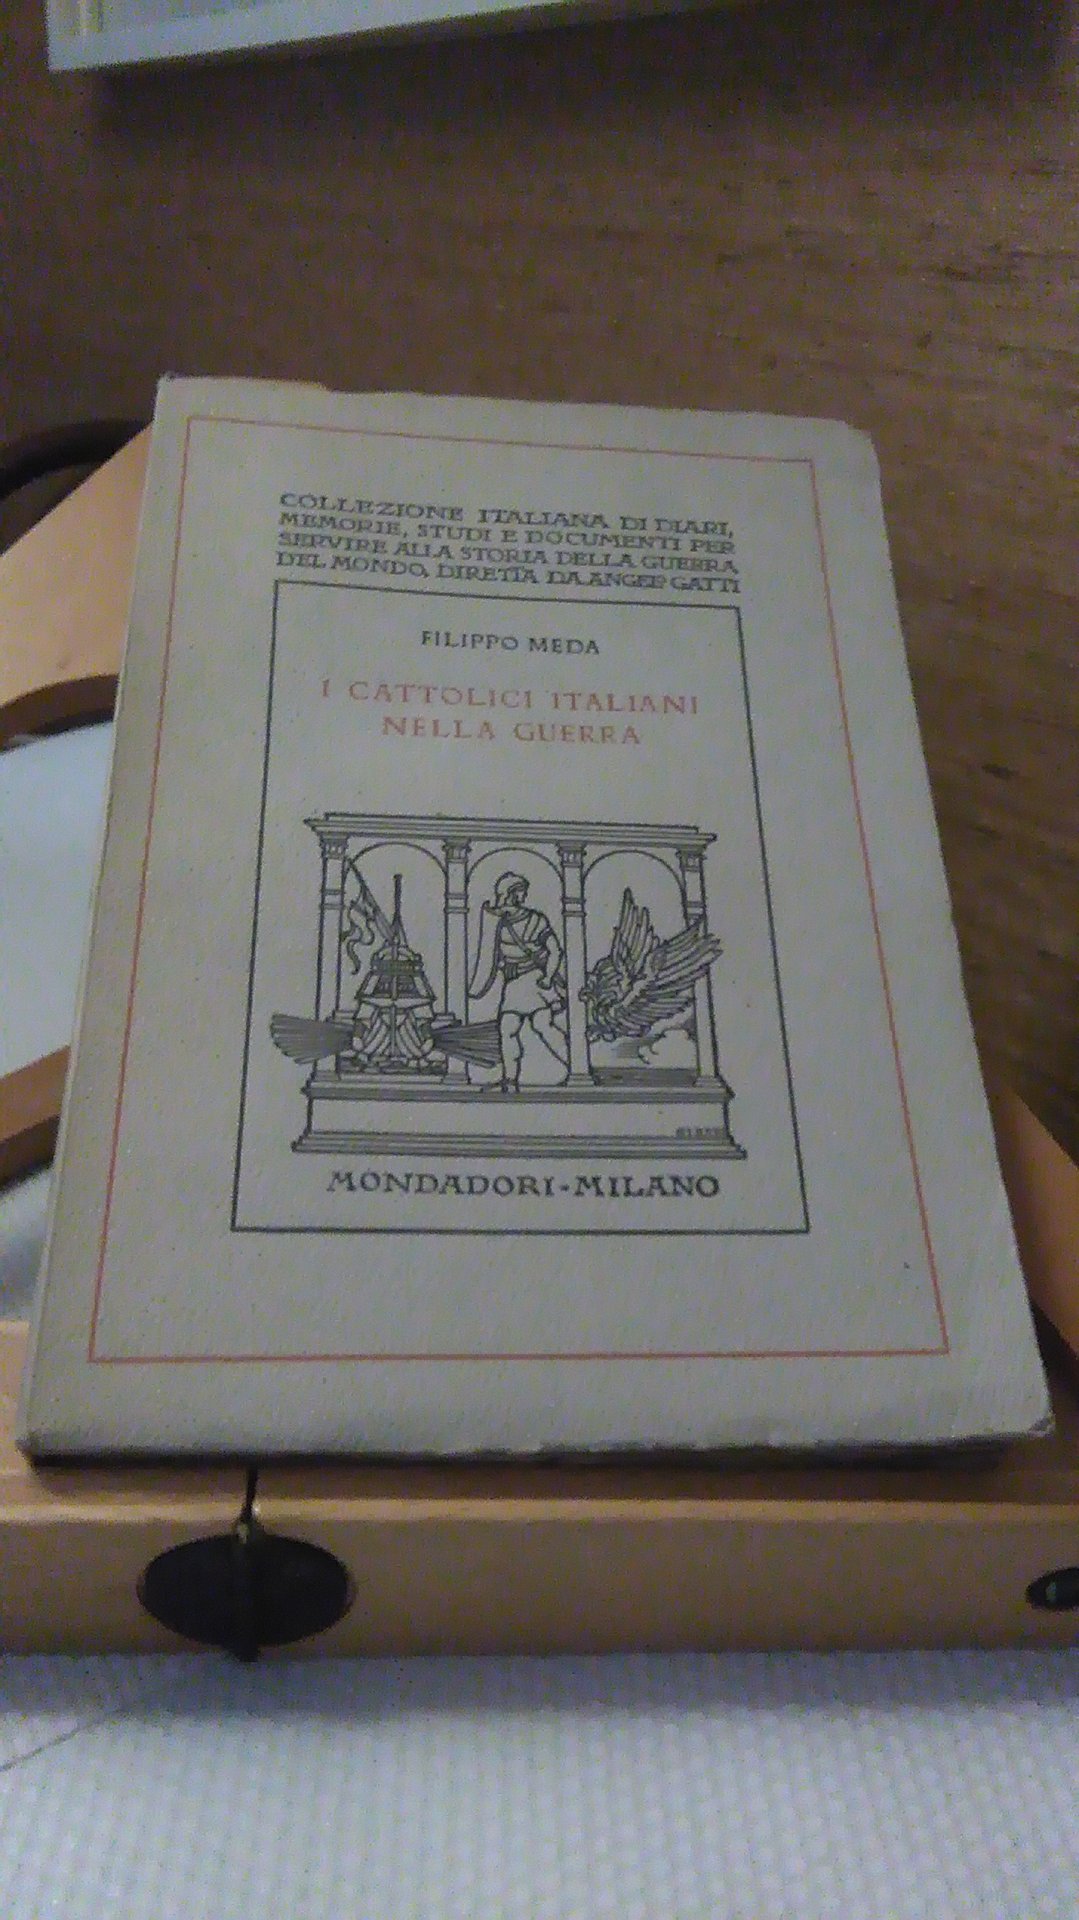 COLLEZIONE ITALIANA DI DIARI,
MEMORIE, STUDI E DOCUMENTI PER
SERVIRE ALLA STORIA DELLA GUERRA
DEL MONDO, DIRETTA DA ANGELO GATTI
FILIPPO MEDA
I CATTOLICI ITALIANI
NELLA GUERRA
MONDADORI-MILANO